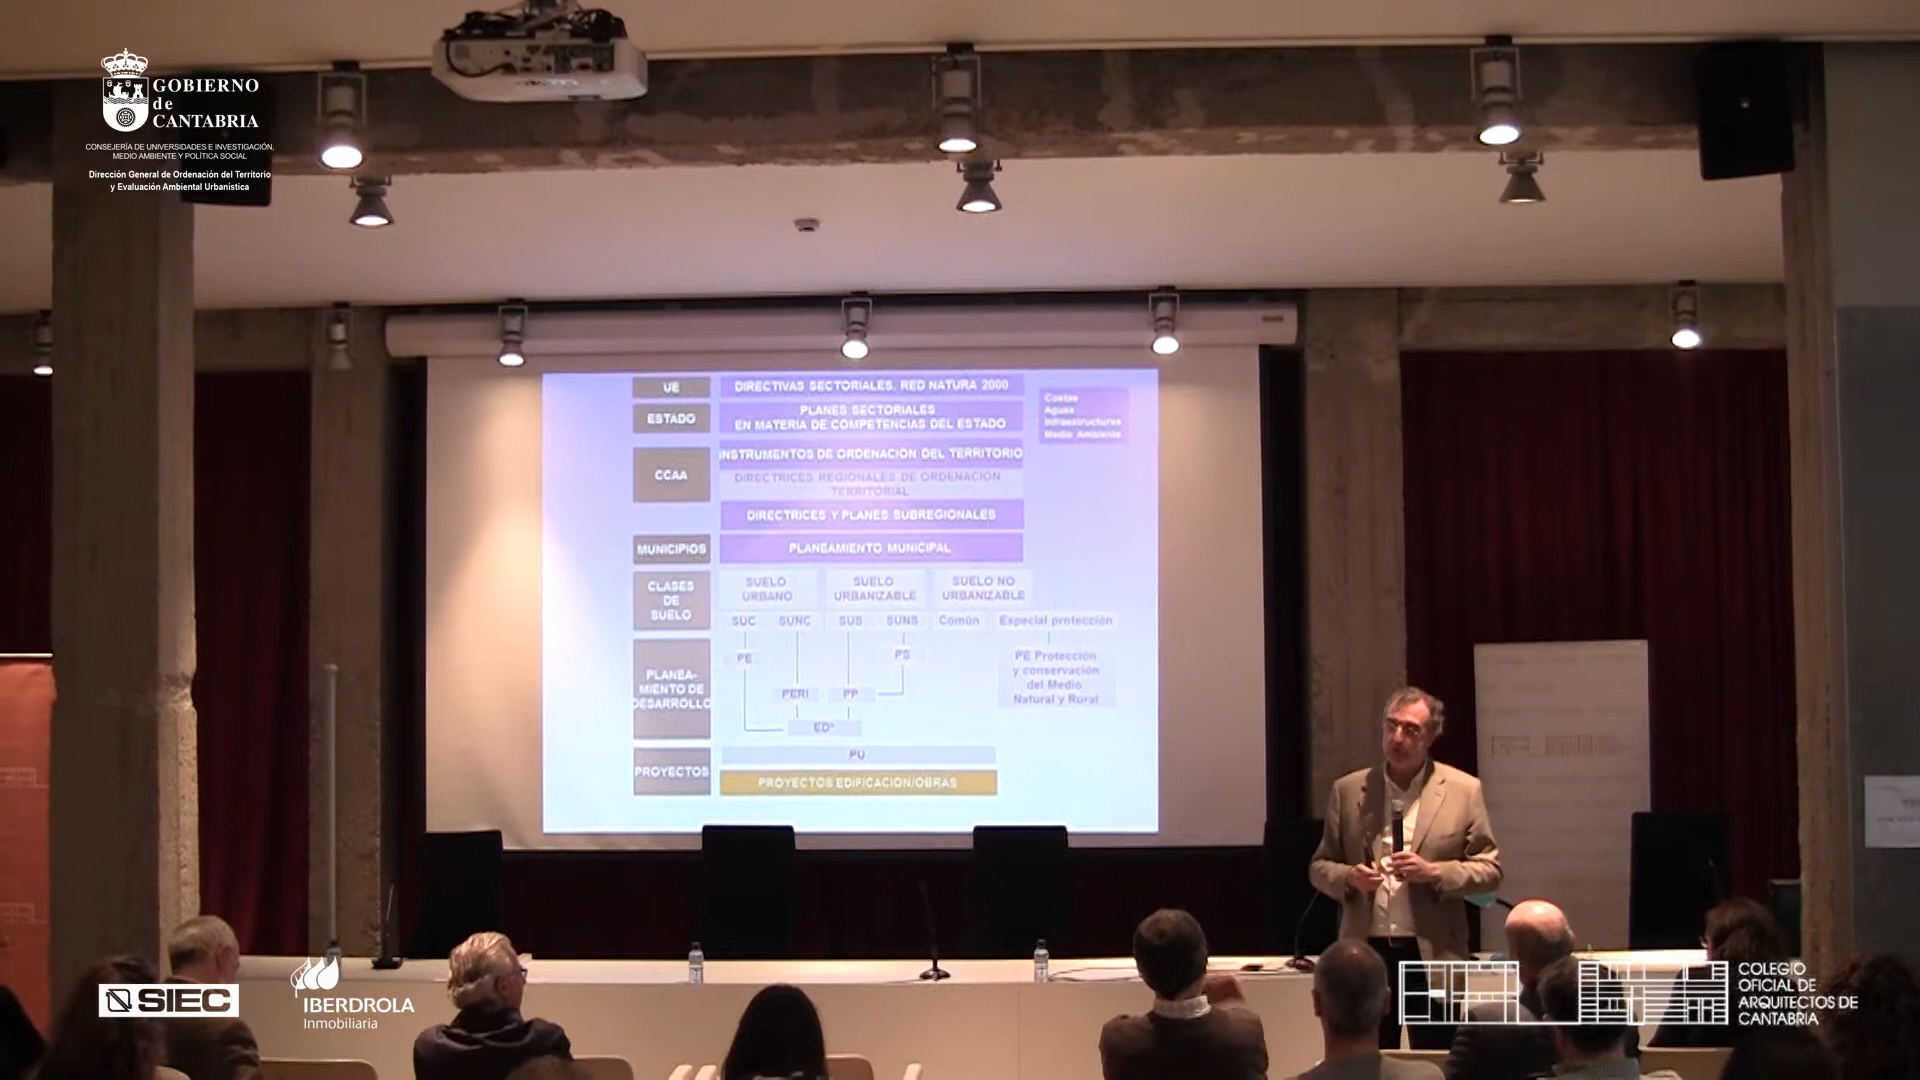 GOBIERNO
de
CANTABRIA
CONSEJERÍA DE UNIVERSIDADES E INVESTIGACIÓN,
MEDIO AMBIENTE Y POLÍTICA SOCIAL
Dirección General de Ordenación del Territorio
y Evaluación Ambiental Urbanística
UE
DIRECTIVAS SECTORIALES. RED NATURA 2000
ESTADO
PLANES SECTORIALES
EN MATERIA DE COMPETENCIAS DEL ESTADO
Costas
Aguas
Infraestructuras
Medio Ambiente
CCAA
INSTRUMENTOS DE ORDENACIÓN DEL TERRITORIO
DIRECTRICES REGIONALES DE ORDENACIÓN
TERRITORIAL
DIRECTRICES Y PLANES SUBREGIONALES
MUNICIPIOS
PLANEAMIENTO MUNICIPAL
CLASES
DE
SUELO
SUELO
URBANO
SUELO
URBANIZABLE
SUELO NO
URBANIZABLE
SUC SUNC SUS SUNS Común Especial protección
PLANEA-
MIENTO DE
DESARROLLO
PE
PS
PERI
PP
ED*
PE Protección
y conservación
del Medio
Natural y Rural
PROYECTOS
PU
PROYECTOS EDIFICACION/OBRAS
SIEC
IBERDROLA
Inmobiliaria
COLEGIO
OFICIAL DE
ARQUITECTOS DE
CANTABRIA